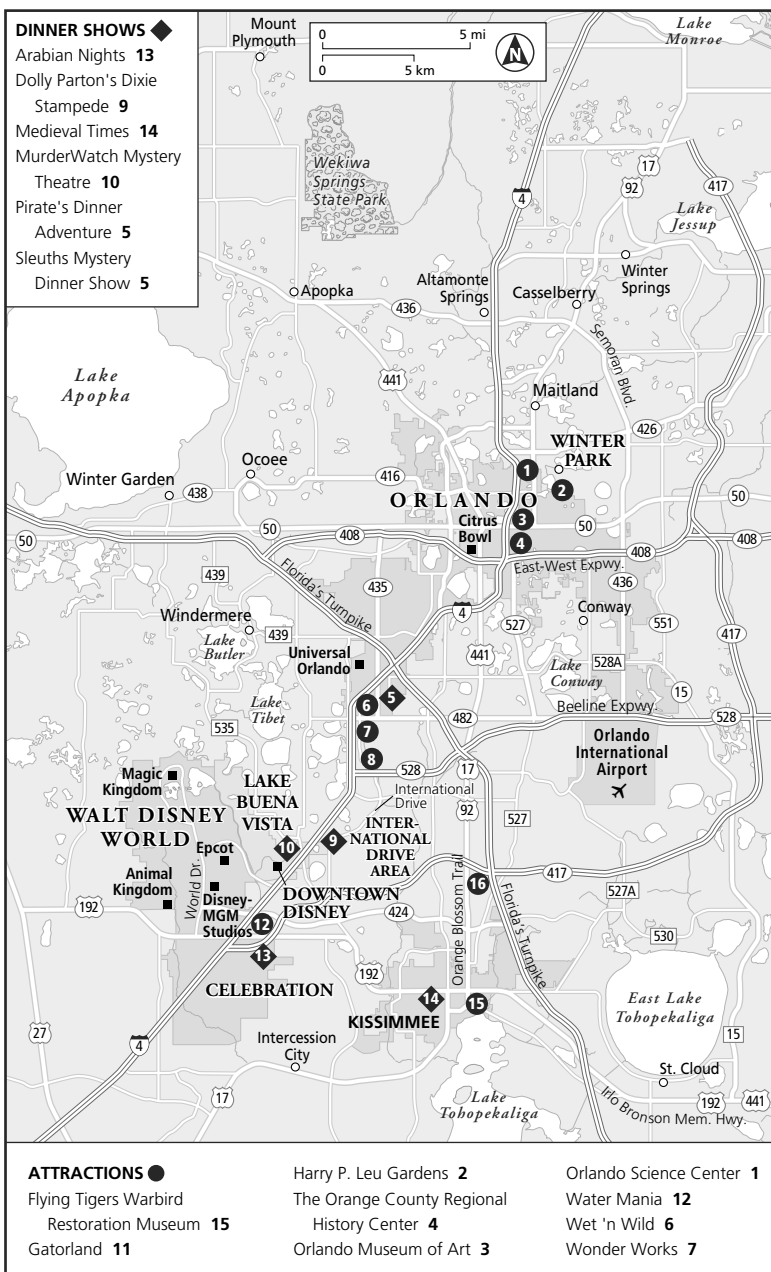 DINNER SHOWS
Arabian Nights 13
Dolly Parton's Dixie
Stampede 9
Medieval Times 14
MurderWatch Mystery
Theatre 10
Pirate's Dinner
Adventure 5
Sleuths Mystery
Dinner Show 5
Mount
Plymouth
0 5 mi
0 5 km
N
Lake
Monroe
Wekiwa
Springs
State Park
4
17
92
417
Lake
Jessup
Winter
Springs
Apopka
Altamonte
Springs
Casselberry
436
Semoran Blvd.
Lake
Apopka
441
Maitland
426
WINTER
PARK
Ocoee
Winter Garden
438
416
1
2
ORLANDO
50
3
50
Citrus
Bowl
4
50
50
408
408
408
East-West Expwy.
439
Florida's Turnpike
435
436
4
527
Conway
551
Windermere
439
Lake
Butler
Universal
Orlando
441
417
528A
Lake
Conway
15
Lake
Tibet
6
5
482
Beeline Expwy.
528
535
7
Orlando
International
Airport
8
528
17
Magic
Kingdom
LAKE
BUENA
VISTA
International
Drive
92
527
WALT DISNEY
WORLD
INTER-
NATIONAL
DRIVE
AREA
10
9
Epcot
World Dr.
Animal
Kingdom
DOWNTOWN
DISNEY
Orange Blossom Trail
16
417
527A
Florida's Turnpike
192
Disney-
MGM
Studios
12
424
530
13
192
CELEBRATION
14
15
KISSIMMEE
East Lake
Tohopekaliga
27
4
Intercession
City
15
St. Cloud
17
Lake
Tohopekaliga
192
441
Irlo Bronson Mem. Hwy.
ATTRACTIONS
Flying Tigers Warbird
Restoration Museum 15
Gatorland 11
Harry P. Leu Gardens 2
The Orange County Regional
History Center 4
Orlando Museum of Art 3
Orlando Science Center 1
Water Mania 12
Wet 'n Wild 6
Wonder Works 7